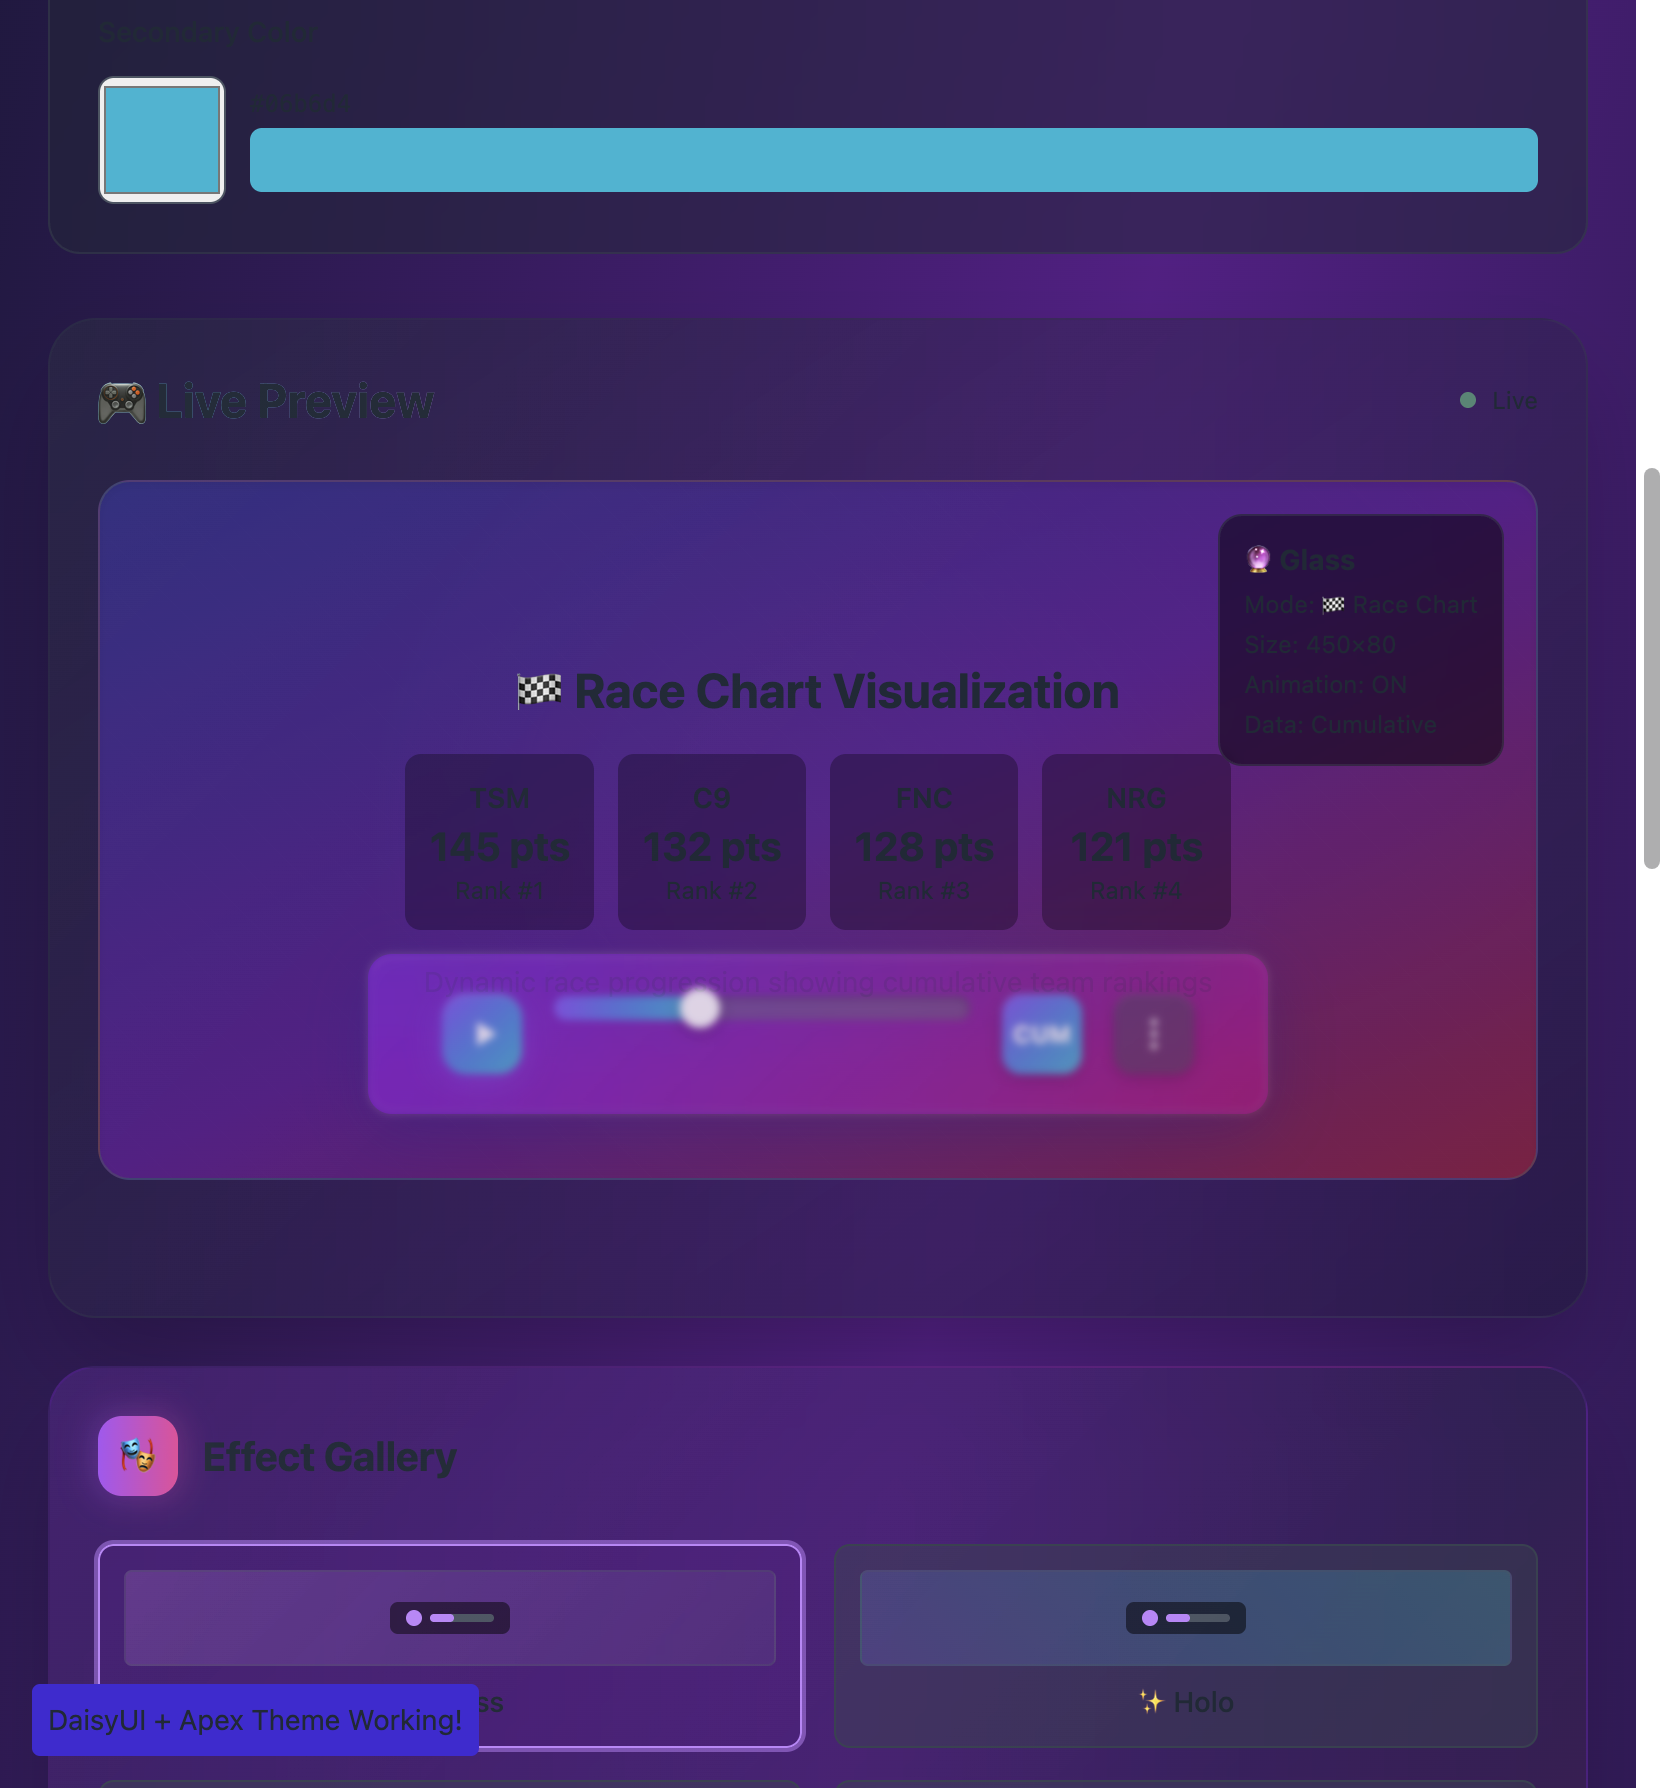 Secondary Color
Live Preview
Live
Glass
Mode: Race Chart
Size: 450×80
Animation: ON
Data: Cumulative
Race Chart Visualization
TSM
145 pts
Rank #1
C9
132 pts
Rank #2
FNC
128 pts
Rank #3
NRG
121 pts
Rank #4
Dynamic race progression showing cumulative team rankings
CUM
Effect Gallery
ss
Holo
DaisyUI + Apex Theme Working!